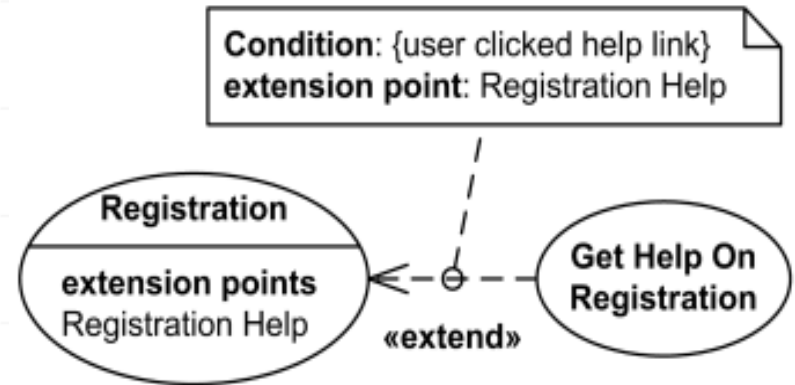 Condition: {user clicked help link}
extension point: Registration Help
Registration
extension points
Registration Help
«extend»
Get Help On
Registration